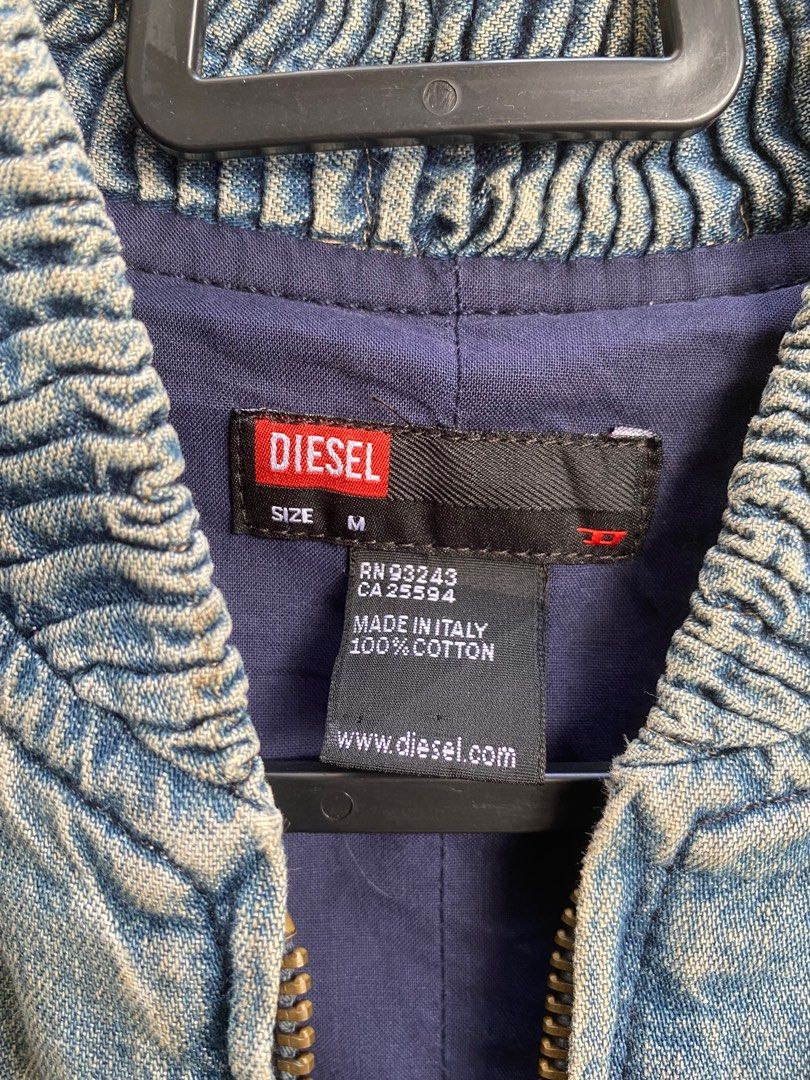 DIESEL
SIZE M
RN 93243
CA 25594
MADE IN ITALY
100% COTTON
www.diesel.com